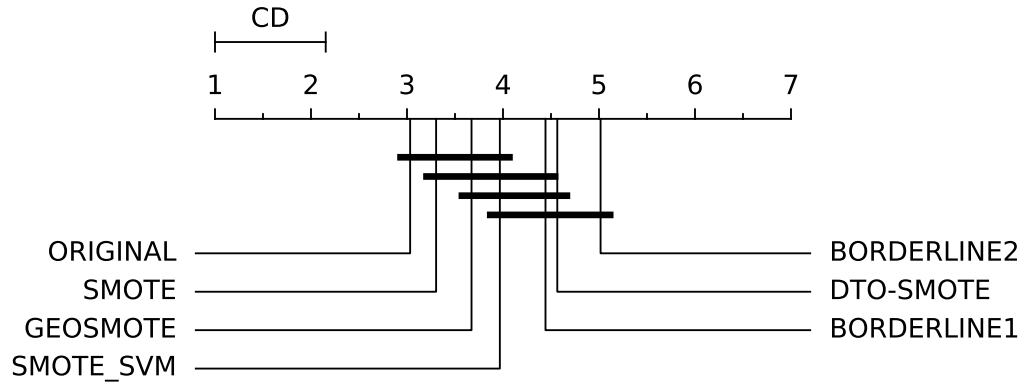 CD
1 2 3 4 5 6 7
ORIGINAL BORDERLINE2
SMOTE DTO-SMOTE
GEOSMOTE BORDERLINE1
SMOTE_SVM